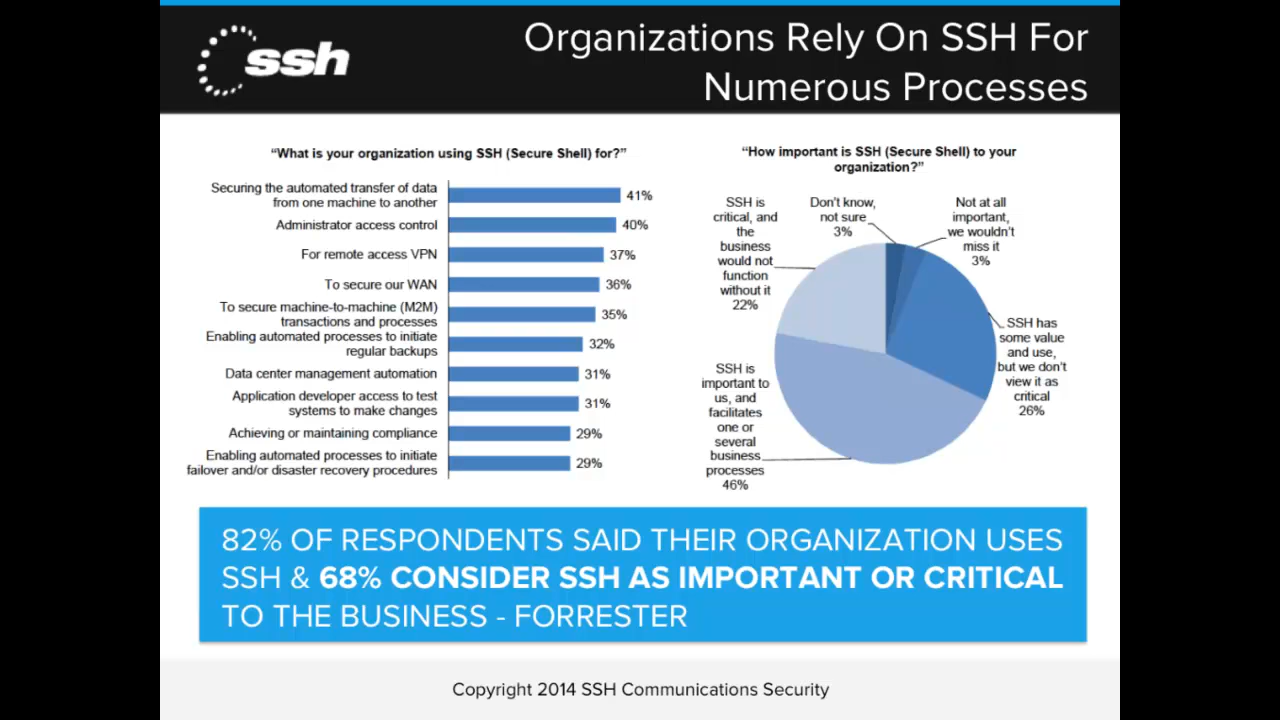 ssh
Organizations Rely On SSH For
Numerous Processes
“What is your organization using SSH (Secure Shell) for?”
Securing the automated transfer of data
from one machine to another
41%
Administrator access control
40%
For remote access VPN
37%
To secure our WAN
36%
To secure machine-to-machine (M2M)
transactions and processes
35%
Enabling automated processes to initiate
regular backups
32%
Data center management automation
31%
Application developer access to test
systems to make changes
31%
Achieving or maintaining compliance
29%
Enabling automated processes to initiate
failover and/or disaster recovery procedures
29%
“How important is SSH (Secure Shell) to your
organization?”
SSH is
critical, and
the
business
would not
function
without it
22%
Don’t know,
not sure
3%
Not at all
important,
we wouldn’t
miss it
3%
SSH has
some value
and use,
but we don’t
view it as
critical
26%
SSH is
important to
us, and
facilitates
one or
several
business
processes
46%
82% OF RESPONDENTS SAID THEIR ORGANIZATION USES
SSH & 68% CONSIDER SSH AS IMPORTANT OR CRITICAL
TO THE BUSINESS - FORRESTER
Copyright 2014 SSH Communications Security